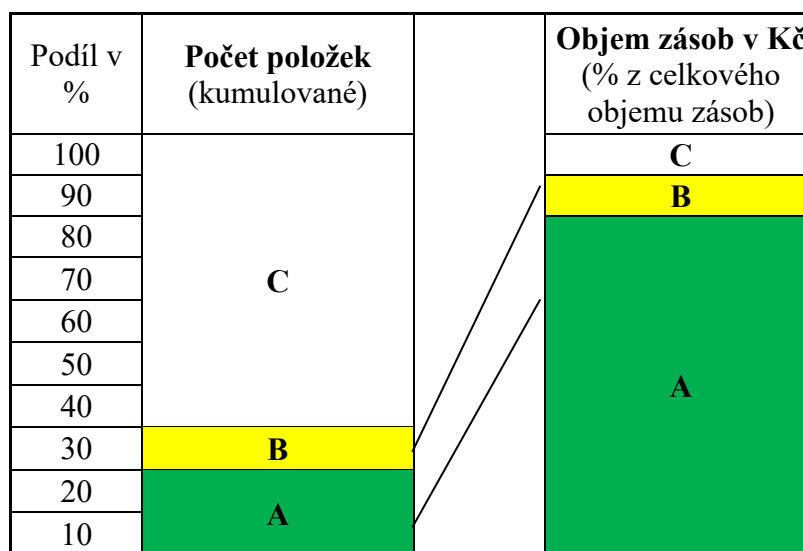 Podíl v
%
Počet položek
(kumulované)
Objem zásob v Kč
(% z celkového
objemu zásob)
100
C
90
B
80
70
C
60
50
40
A
30
B
20
A
10